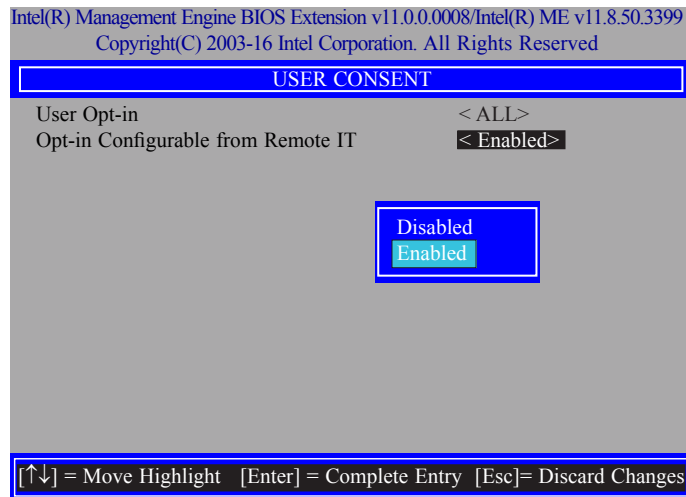 Intel(R) Management Engine BIOS Extension v11.0.0.0008/Intel(R) ME v11.8.50.3399
Copyright(C) 2003-16 Intel Corporation. All Rights Reserved
USER CONSENT
User Opt-in < ALL>
Opt-in Configurable from Remote IT < Enabled>
Disabled
Enabled
[↑↓] = Move Highlight [Enter] = Complete Entry [Esc]= Discard Changes